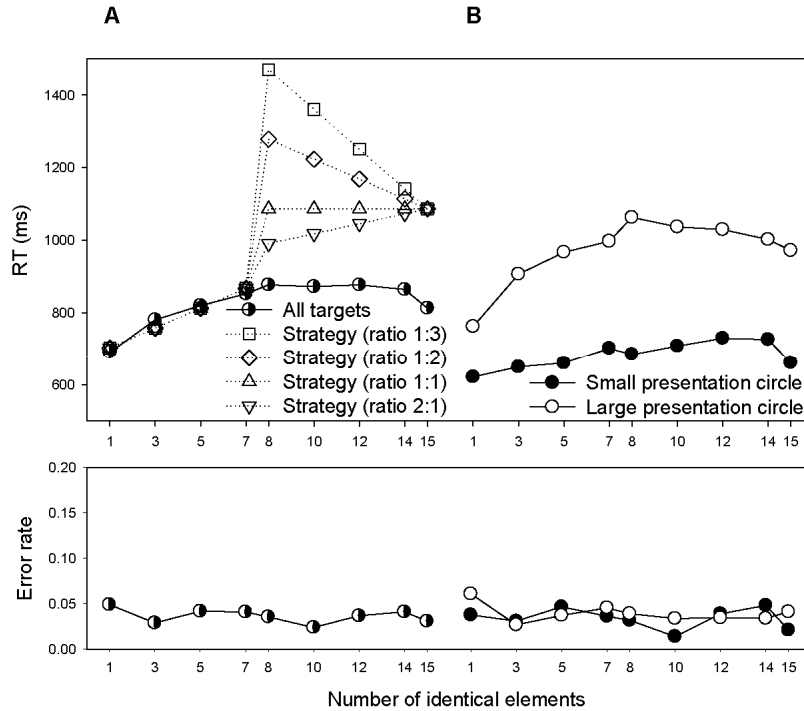 A B
1400
1200
1000
800
600
RT (ms)
All targets
Strategy (ratio 1:3)
Strategy (ratio 1:2)
Strategy (ratio 1:1)
Strategy (ratio 2:1)
Small presentation circle
Large presentation circle
1 3 5 7 8 10 12 14 15 1 3 5 7 8 10 12 14 15
0.20
0.15
0.10
0.05
0.00
Error rate
1 3 5 7 8 10 12 14 15 1 3 5 7 8 10 12 14 15
Number of identical elements